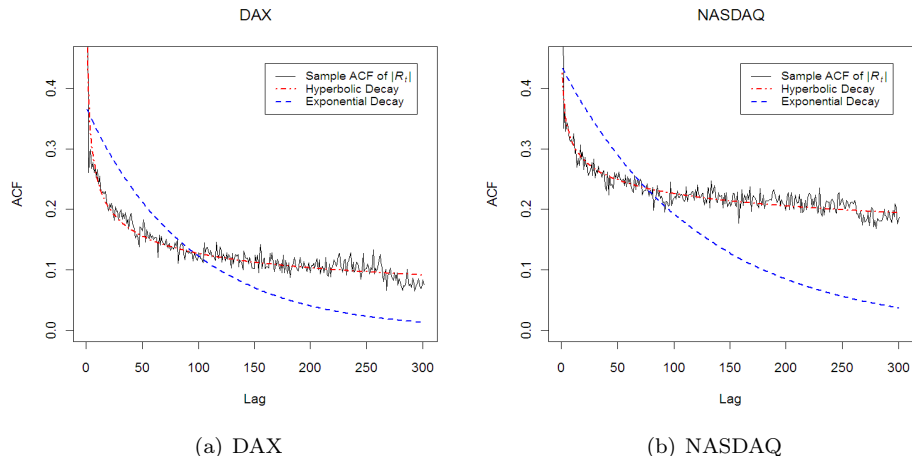 DAX
ACF
0.0
0.1
0.2
0.3
0.4
Sample ACF of |Rₜ|
Hyperbolic Decay
Exponential Decay
0
50
100
150
200
250
300
Lag
(a) DAX
NASDAQ
ACF
0.0
0.1
0.2
0.3
0.4
Sample ACF of |Rₜ|
Hyperbolic Decay
Exponential Decay
0
50
100
150
200
250
300
Lag
(b) NASDAQ